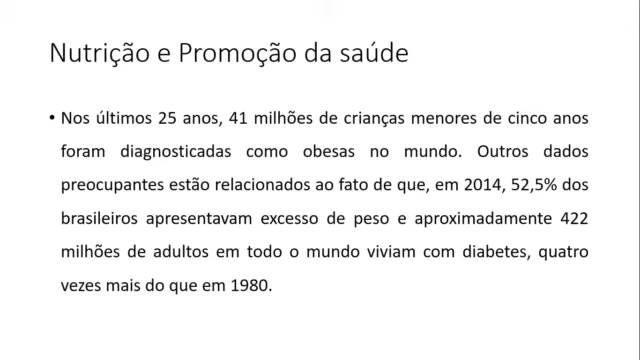 Nutrição e Promoção da saúde
• Nos últimos 25 anos, 41 milhões de crianças menores de cinco anos
foram diagnosticadas como obesas no mundo. Outros dados
preocupantes estão relacionados ao fato de que, em 2014, 52,5% dos
brasileiros apresentavam excesso de peso e aproximadamente 422
milhões de adultos em todo o mundo viviam com diabetes, quatro
vezes mais do que em 1980.